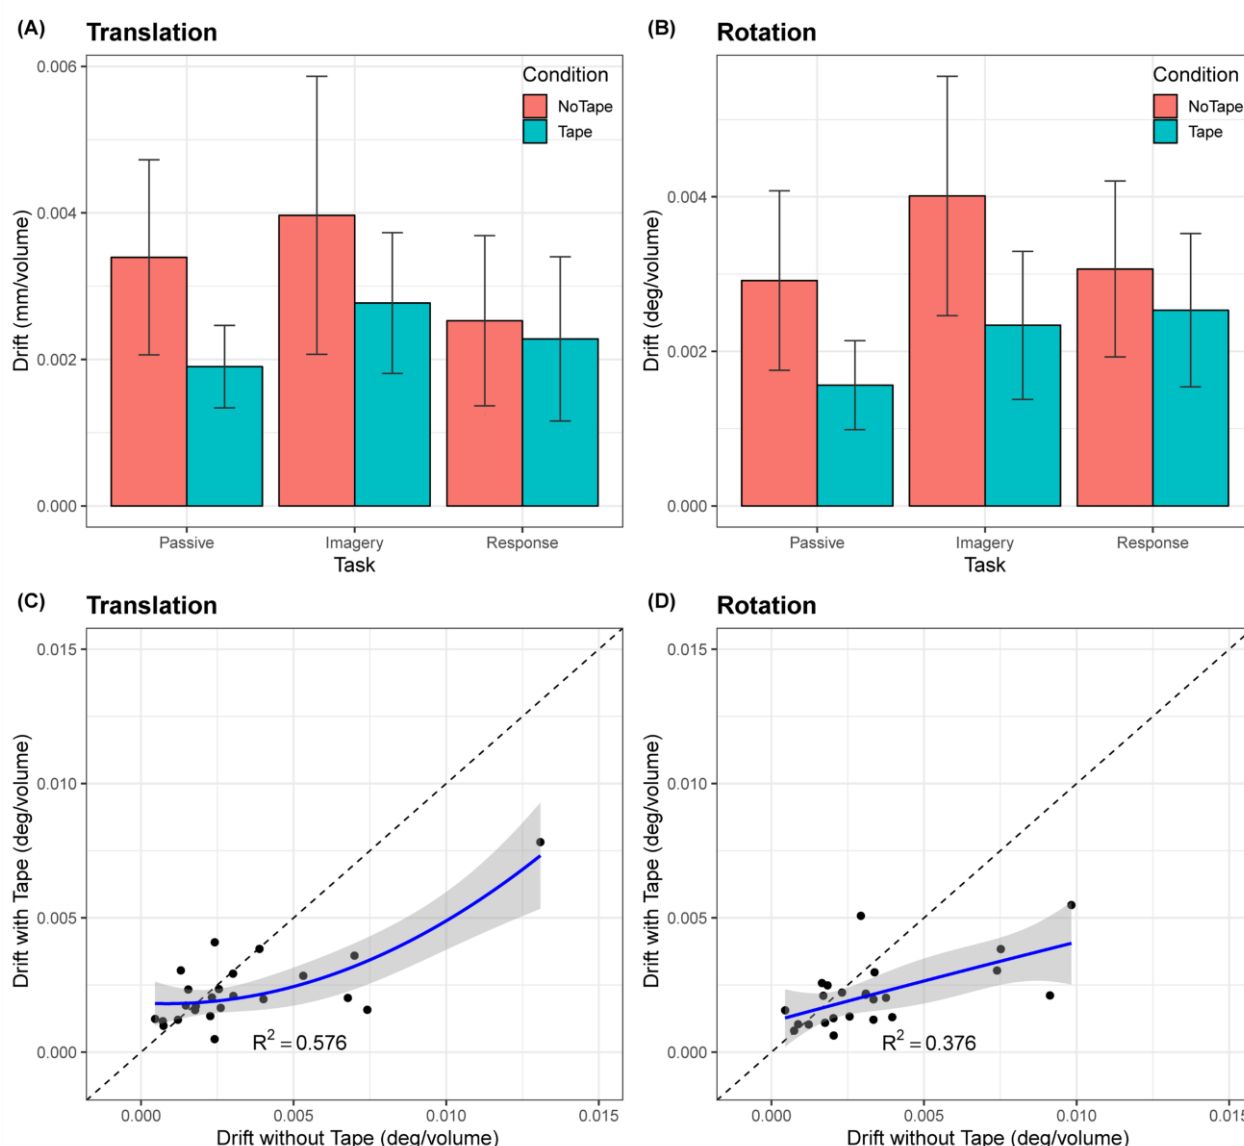 (A) Translation
0.006
0.004
0.002
0.000
Drift (mm/volume)
Condition
NoTape
Tape
Passive Imagery Response
Task
(B) Rotation
0.004
0.002
0.000
Drift (deg/volume)
Condition
NoTape
Tape
Passive Imagery Response
Task
(C) Translation
0.015
0.010
0.005
0.000
Drift with Tape (deg/volume)
R² = 0.576
0.000 0.005 0.010 0.015
Drift without Tape (deg/volume)
(D) Rotation
0.015
0.010
0.005
0.000
Drift with Tape (deg/volume)
R² = 0.376
0.000 0.005 0.010 0.015
Drift without Tape (deg/volume)